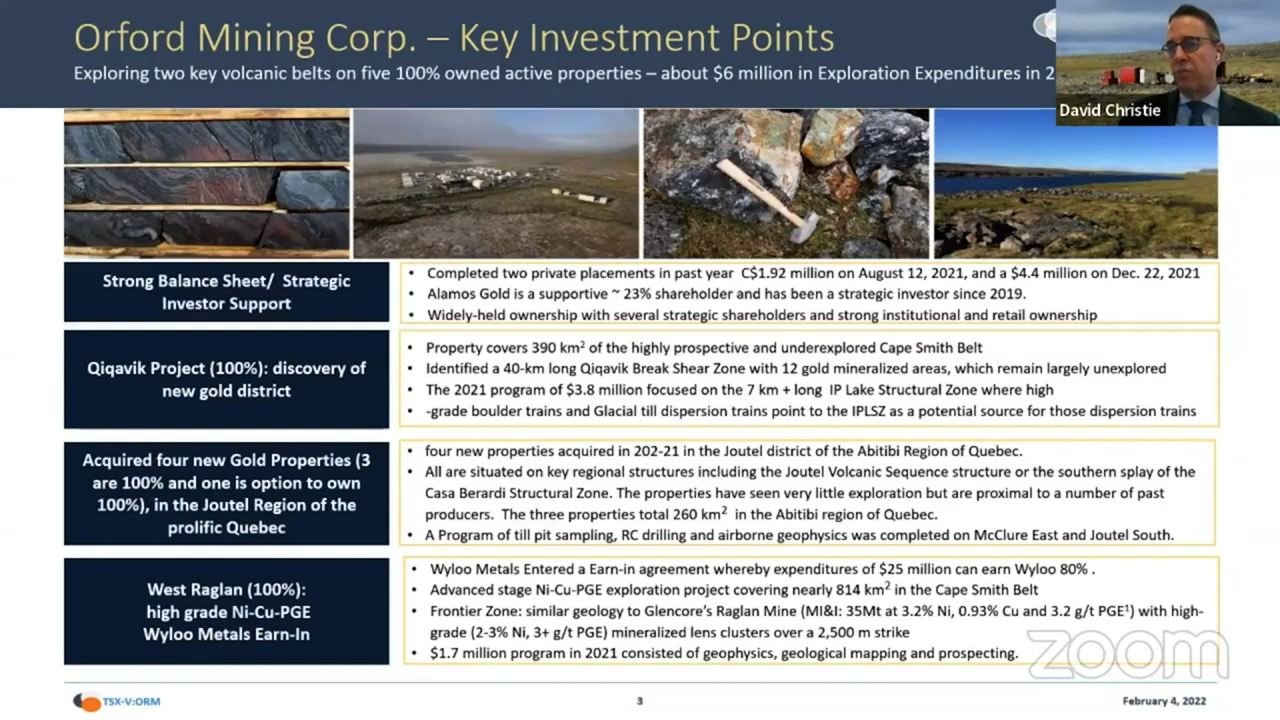 Orford Mining Corp. – Key Investment Points
Exploring two key volcanic belts on five 100% owned active properties – about $6 million in Exploration Expenditures in 2
David Christie
Strong Balance Sheet/ Strategic
Investor Support
• Completed two private placements in past year C$1.92 million on August 12, 2021, and a $4.4 million on Dec. 22, 2021
• Alamos Gold is a supportive ~ 23% shareholder and has been a strategic investor since 2019.
• Widely-held ownership with several strategic shareholders and strong institutional and retail ownership
Qiqavik Project (100%): discovery of
new gold district
• Property covers 390 km² of the highly prospective and underexplored Cape Smith Belt
• Identified a 40-km long Qiqavik Break Shear Zone with 12 gold mineralized areas, which remain largely unexplored
• The 2021 program of $3.8 million focused on the 7 km + long IP Lake Structural Zone where high
• -grade boulder trains and Glacial till dispersion trains point to the IPLSZ as a potential source for those dispersion trains
Acquired four new Gold Properties (3
are 100% and one is option to own
100%), in the Joutel Region of the
prolific Quebec
• four new properties acquired in 202-21 in the Joutel district of the Abitibi Region of Quebec.
• All are situated on key regional structures including the Joutel Volcanic Sequence structure or the southern splay of the
Casa Berardi Structural Zone. The properties have seen very little exploration but are proximal to a number of past
producers. The three properties total 260 km² in the Abitibi region of Quebec.
• A Program of till pit sampling, RC drilling and airborne geophysics was completed on McClure East and Joutel South.
West Raglan (100%):
high grade Ni-Cu-PGE
Wyloo Metals Earn-In
• Wyloo Metals Entered a Earn-in agreement whereby expenditures of $25 million can earn Wyloo 80% .
• Advanced stage Ni-Cu-PGE exploration project covering nearly 814 km² in the Cape Smith Belt
• Frontier Zone: similar geology to Glencore's Raglan Mine (MI&I: 35Mt at 3.2% Ni, 0.93% Cu and 3.2 g/t PGE¹) with high-
grade (2-3% Ni, 3+ g/t PGE) mineralized lens clusters over a 2,500 m strike
• $1.7 million program in 2021 consisted of geophysics, geological mapping and prospecting.
zoom
TSX-V:ORM
3
February 4, 2022